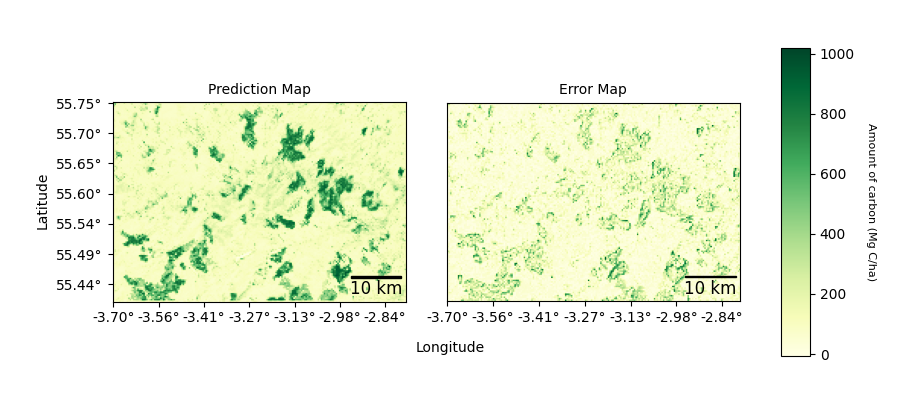 Prediction Map
Error Map
55.75°
55.70°
55.65°
55.60°
55.54°
55.49°
55.44°
Latitude
10 km
10 km
-3.70° -3.56° -3.41° -3.27° -3.13° -2.98° -2.84°
-3.70° -3.56° -3.41° -3.27° -3.13° -2.98° -2.84°
Longitude
1000
800
600
400
200
0
Amount of carbon (Mg C/ha)